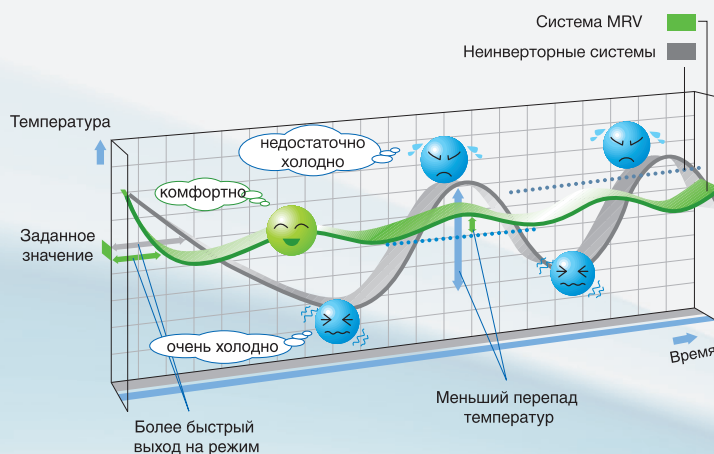 Система MRV
Неинверторные системы
Температура
недостаточно
холодно
комфортно
Заданное
значение
очень холодно
Время
Меньший перепад
температур
Более быстрый
выход на режим